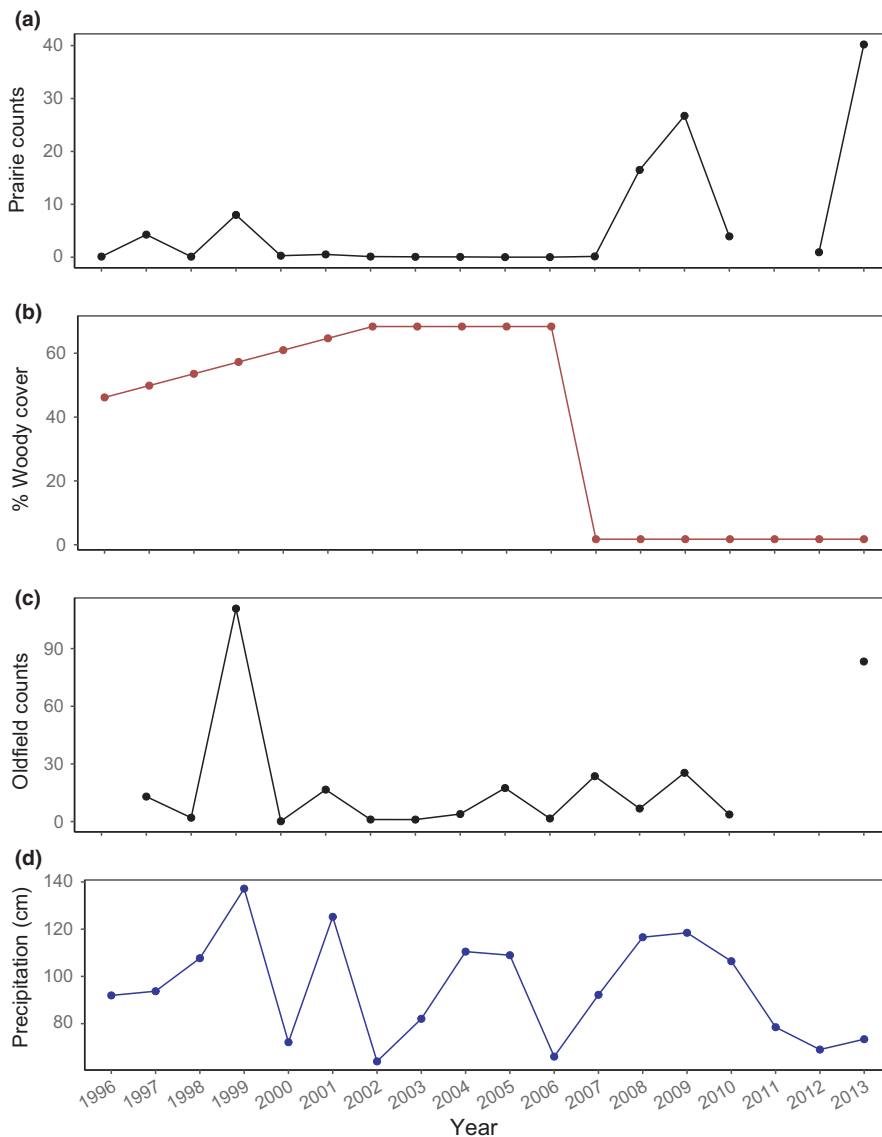 (a)
Prairie counts
40
30
20
10
0
(b)
% Woody cover
60
40
20
0
(c)
Oldfield counts
90
60
30
0
(d)
Precipitation (cm)
140
120
100
80
1996 1997 1998 1999 2000 2001 2002 2003 2004 2005 2006 2007 2008 2009 2010 2011 2012 2013
Year